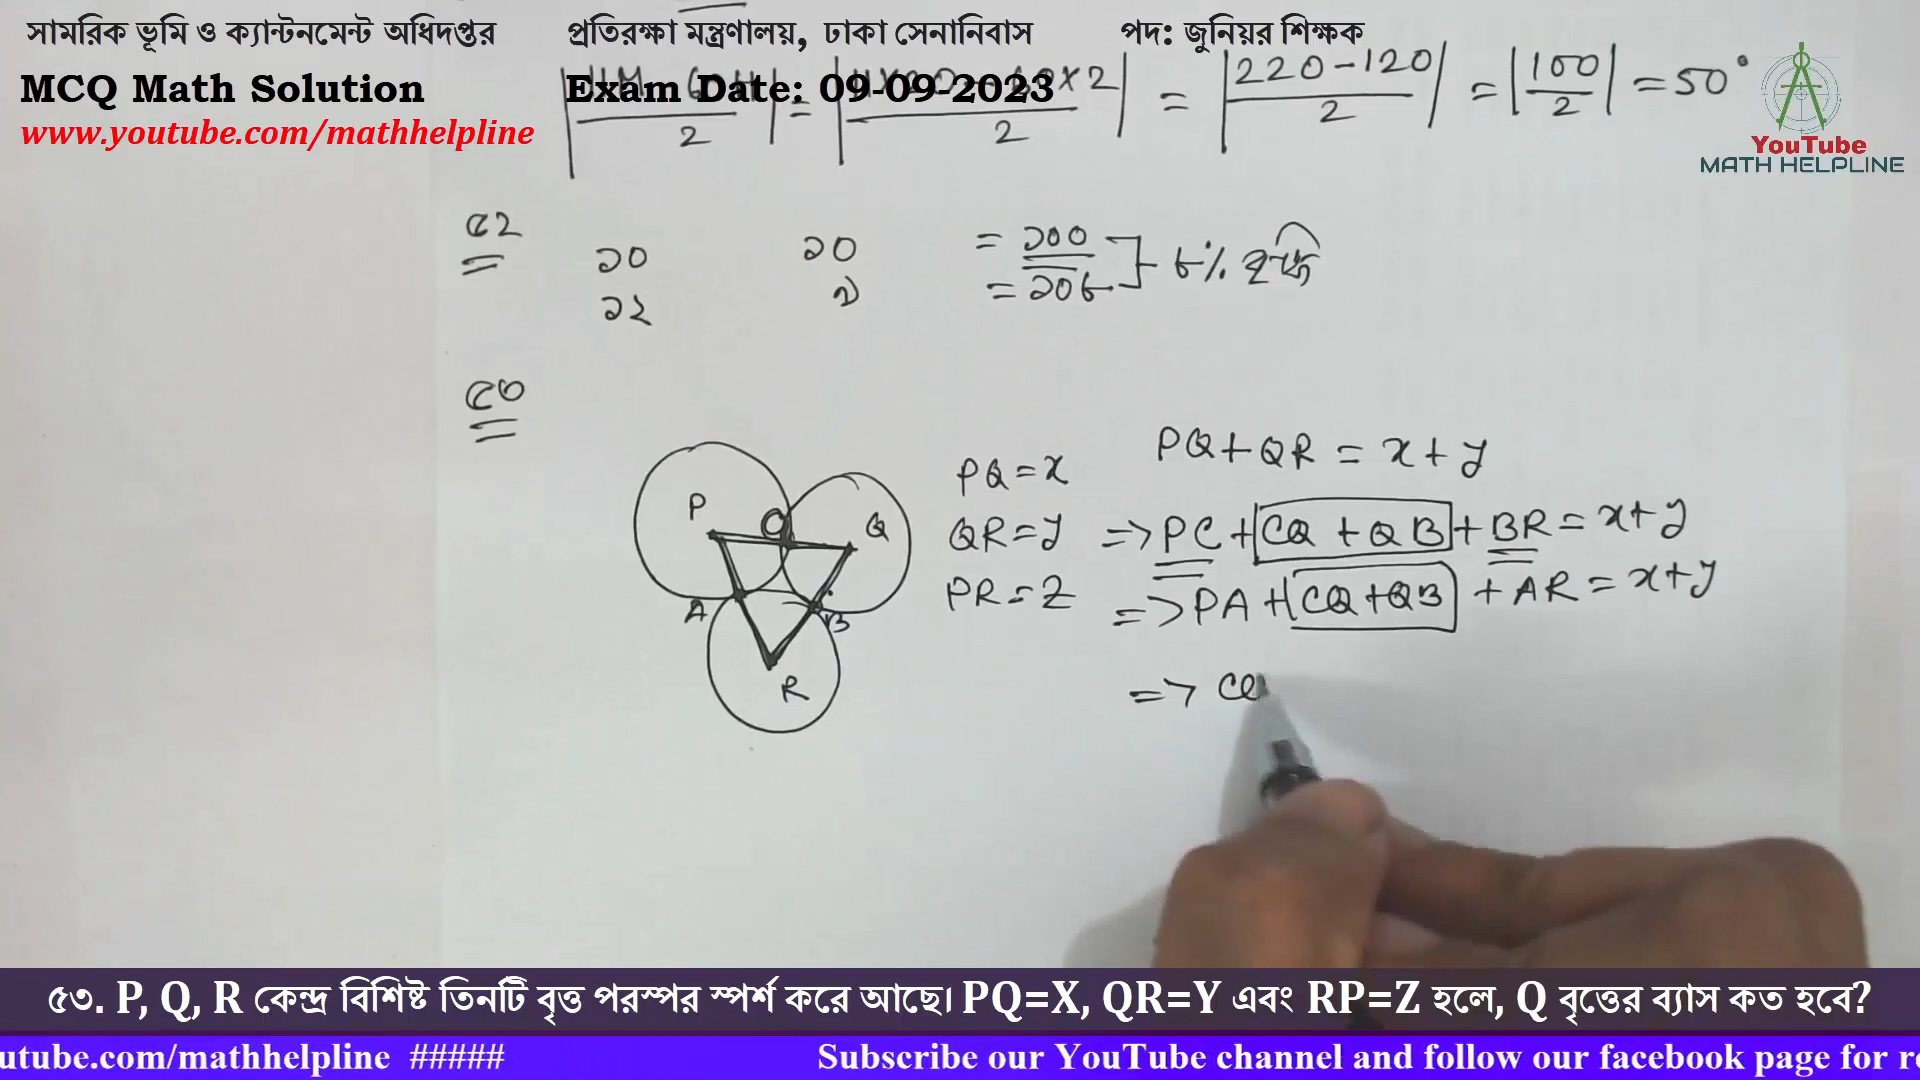 সামরিক ভূমি ও ক্যান্টনমেন্ট অধিদপ্তর প্রতিরক্ষা মন্ত্রণালয়, ঢাকা সেনানিবাস পদ: জুনিয়র শিক্ষক
MCQ Math Solution Exam Date: 09-09-2023
www.youtube.com/mathhelpline
= |220-120/2| = |100/2| = 50°
YouTube
MATH HELPLINE
৫২
১০ ১০ = ১০০
১২ ৯ = ১০৮ ] ৮% বৃদ্ধি
৫৩
P Q C A B R
PQ = x
QR = y
PR = z
PQ + QR = x + y
=> PC + CQ + QB + BR = x + y
=> PA + CQ + QB + AR = x + y
=> CQ
৫৩. P, Q, R কেন্দ্র বিশিষ্ট তিনটি বৃত্ত পরস্পর স্পর্শ করে আছে। PQ=X, QR=Y এবং RP=Z হলে, Q বৃত্তের ব্যাস কত হবে?
utube.com/mathhelpline ##### Subscribe our YouTube channel and follow our facebook page for